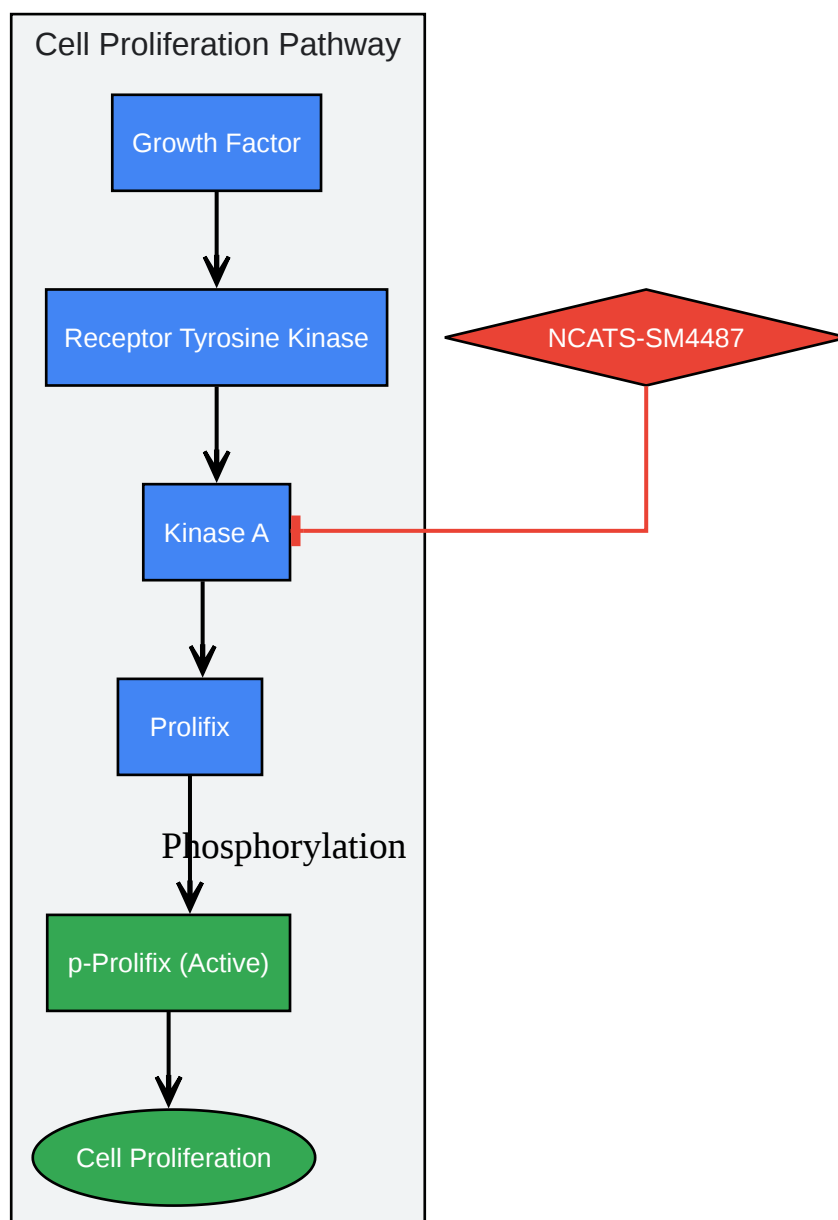 Cell Proliferation Pathway
Growth Factor
Receptor Tyrosine Kinase
NCATS-SM4487
Kinase A
Prolifix
Phosphorylation
p-Prolifix (Active)
Cell Proliferation